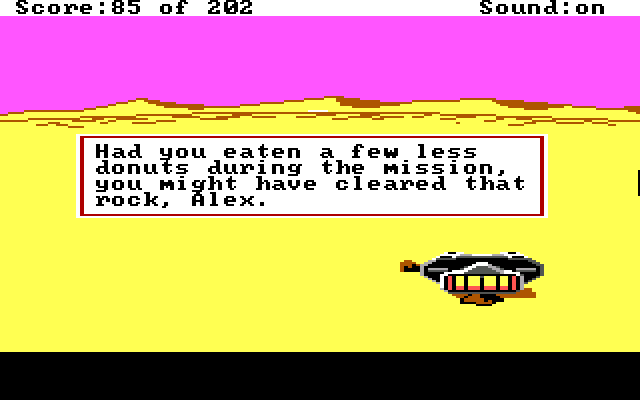 Score:85 of 202 Sound:on
Had you eaten a few less
donuts during the mission,
you might have cleared that
rock, Alex.